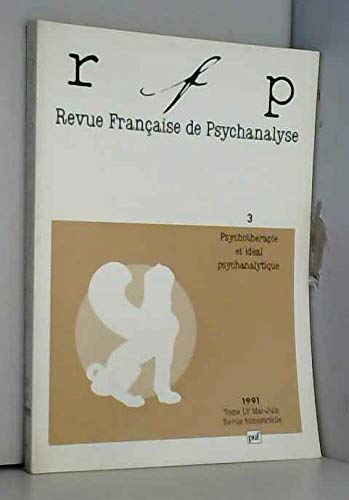 r f p
Revue Française de Psychanalyse
3
Psychothérapie
et idéal
psychanalytique
1991
Tome LV Mai-Juin
Revue bimestrielle
puf